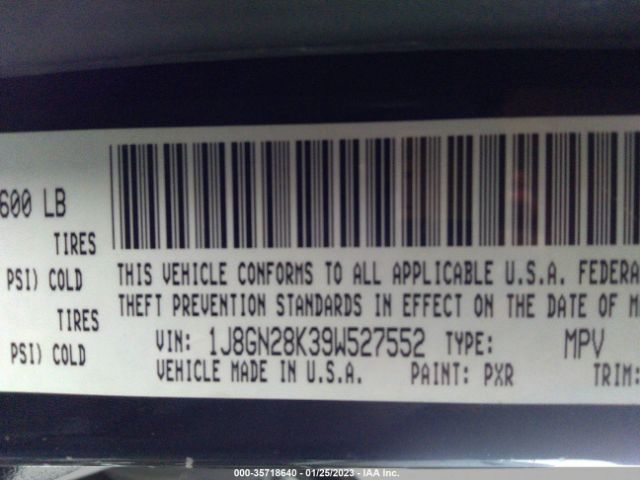 600 LB
TIRES
PSI) COLD
TIRES
PSI) COLD
THIS VEHICLE CONFORMS TO ALL APPLICABLE U.S.A. FEDERA
THEFT PREVENTION STANDARDS IN EFFECT ON THE DATE OF M
VIN: 1J8GN28K39W527552 TYPE: MPV
VEHICLE MADE IN U.S.A. PAINT: PXR TRIM:
000-35718640 - 01/25/2023 - IAA Inc.